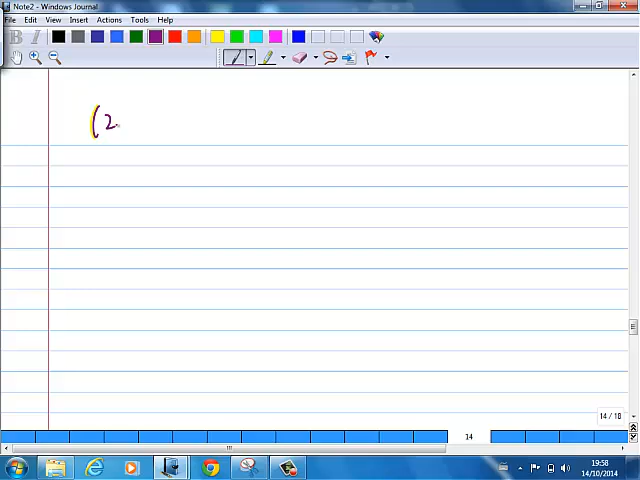 Note2 - Windows Journal
File Edit View Insert Actions Tools Help
B I
(2
14 / 18
14
19:58
14/10/2014